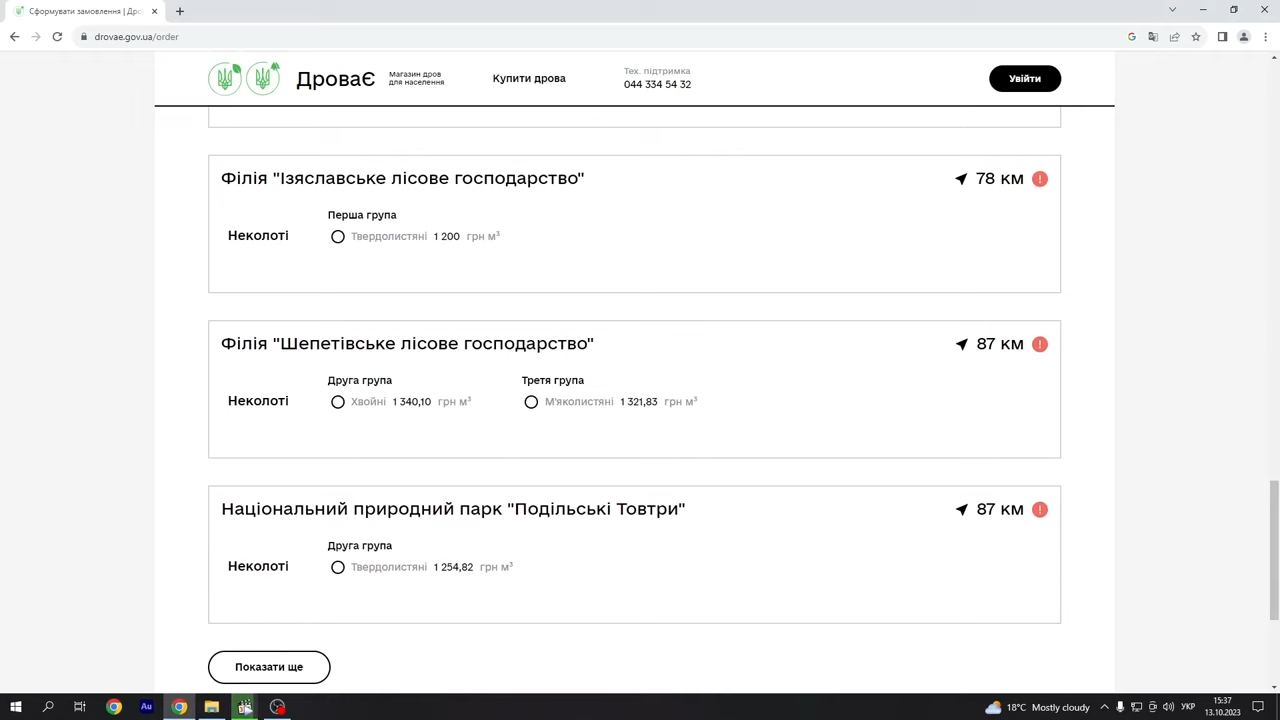 Сформувати замовлення | Дро
drovae.gov.ua/order
ДроваЄ
Магазин дров
для населення
Купити дрова
Тех. підтримка
044 334 54 32
Увійти
Філія "Ізяславське лісове господарство"
78 км
Перша група
Неколоті
Твердолистяні 1 200 грн м³
Філія "Шепетівське лісове господарство"
87 км
Друга група Третя група
Неколоті
Хвойні 1 340,10 грн м³ М'яколистяні 1 321,83 грн м³
Національний природний парк "Подільські Товтри"
87 км
Друга група
Неколоті
Твердолистяні 1 254,82 грн м³
Показати ще
Au
18°C Mostly cloudy
УКР
15:37
13.10.2023